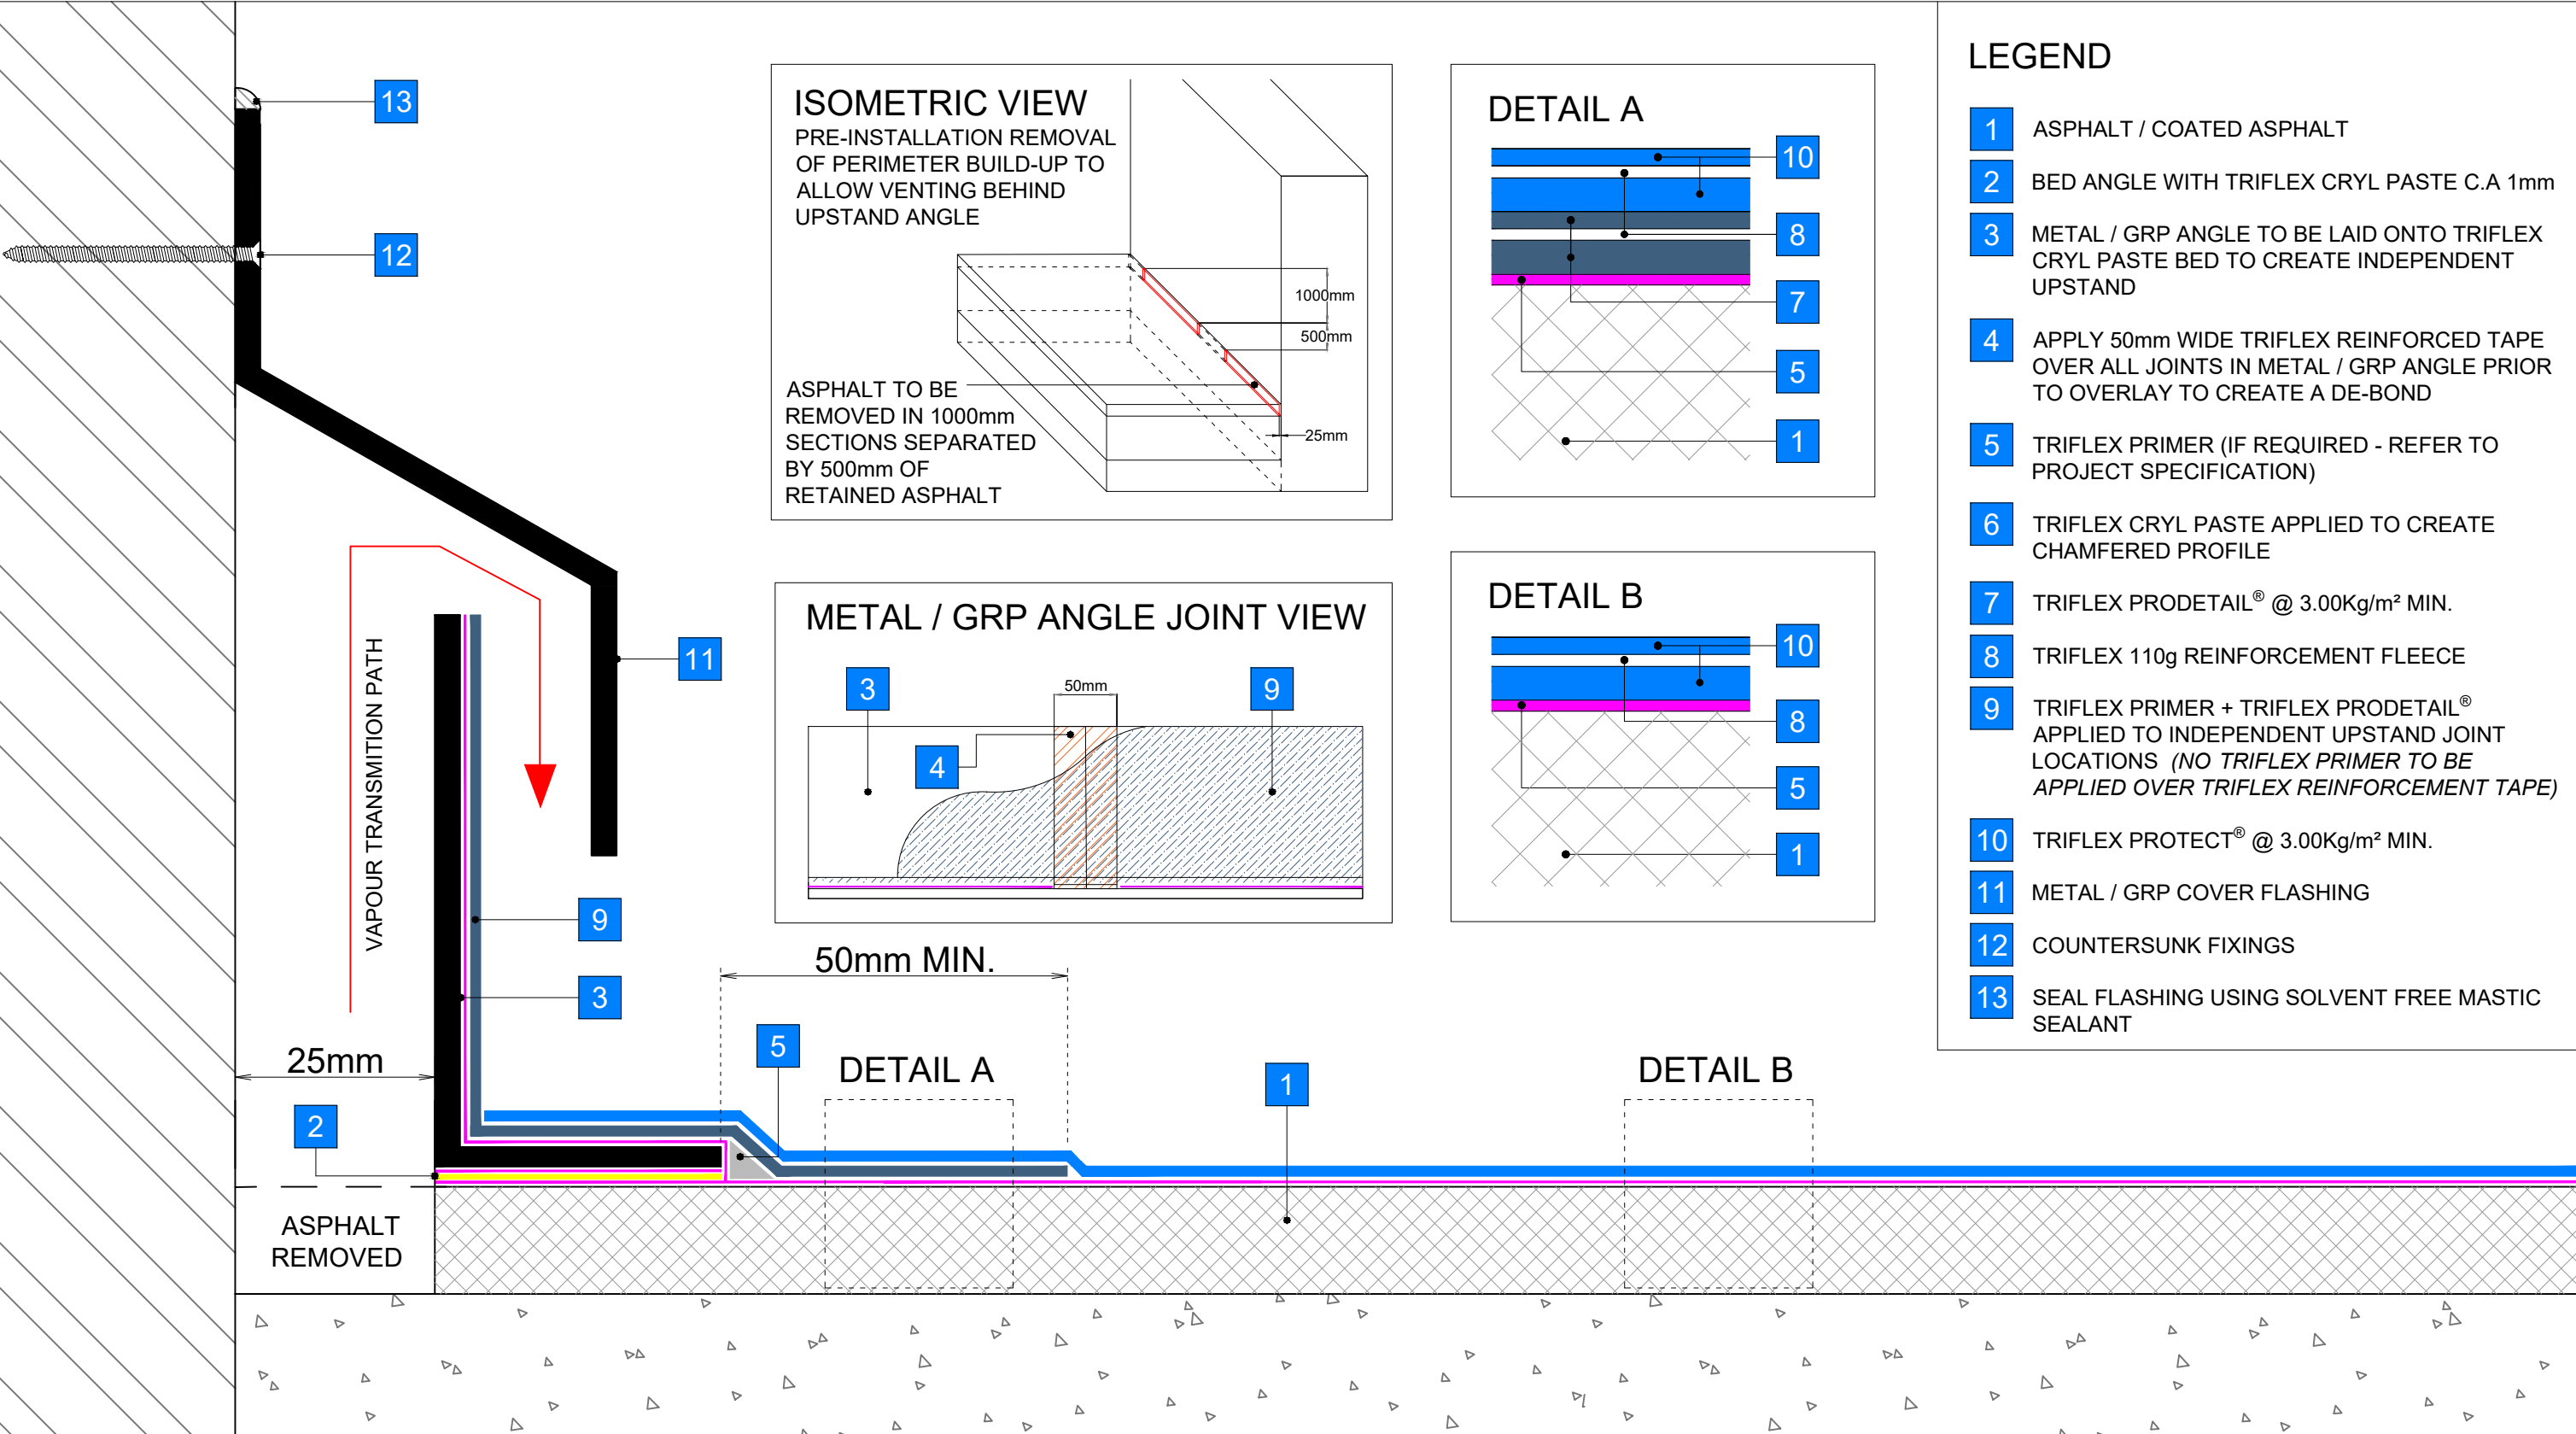 13
12
VAPOUR TRANSMITION PATH
11
9
3
25mm
2
ASPHALT
REMOVED
ISOMETRIC VIEW
PRE-INSTALLATION REMOVAL
OF PERIMETER BUILD-UP TO
ALLOW VENTING BEHIND
UPSTAND ANGLE
1000mm
500mm
25mm
ASPHALT TO BE
REMOVED IN 1000mm
SECTIONS SEPARATED
BY 500mm OF
RETAINED ASPHALT
METAL / GRP ANGLE JOINT VIEW
3
50mm
9
4
50mm MIN.
5
DETAIL A
1
DETAIL B
DETAIL A
10
8
7
5
1
DETAIL B
10
8
5
1
LEGEND
1 ASPHALT / COATED ASPHALT
2 BED ANGLE WITH TRIFLEX CRYL PASTE C.A 1mm
3 METAL / GRP ANGLE TO BE LAID ONTO TRIFLEX
CRYL PASTE BED TO CREATE INDEPENDENT
UPSTAND
4 APPLY 50mm WIDE TRIFLEX REINFORCED TAPE
OVER ALL JOINTS IN METAL / GRP ANGLE PRIOR
TO OVERLAY TO CREATE A DE-BOND
5 TRIFLEX PRIMER (IF REQUIRED - REFER TO
PROJECT SPECIFICATION)
6 TRIFLEX CRYL PASTE APPLIED TO CREATE
CHAMFERED PROFILE
7 TRIFLEX PRODETAIL® @ 3.00Kg/m² MIN.
8 TRIFLEX 110g REINFORCEMENT FLEECE
9 TRIFLEX PRIMER + TRIFLEX PRODETAIL®
APPLIED TO INDEPENDENT UPSTAND JOINT
LOCATIONS (NO TRIFLEX PRIMER TO BE
APPLIED OVER TRIFLEX REINFORCEMENT TAPE)
10 TRIFLEX PROTECT® @ 3.00Kg/m² MIN.
11 METAL / GRP COVER FLASHING
12 COUNTERSUNK FIXINGS
13 SEAL FLASHING USING SOLVENT FREE MASTIC
SEALANT